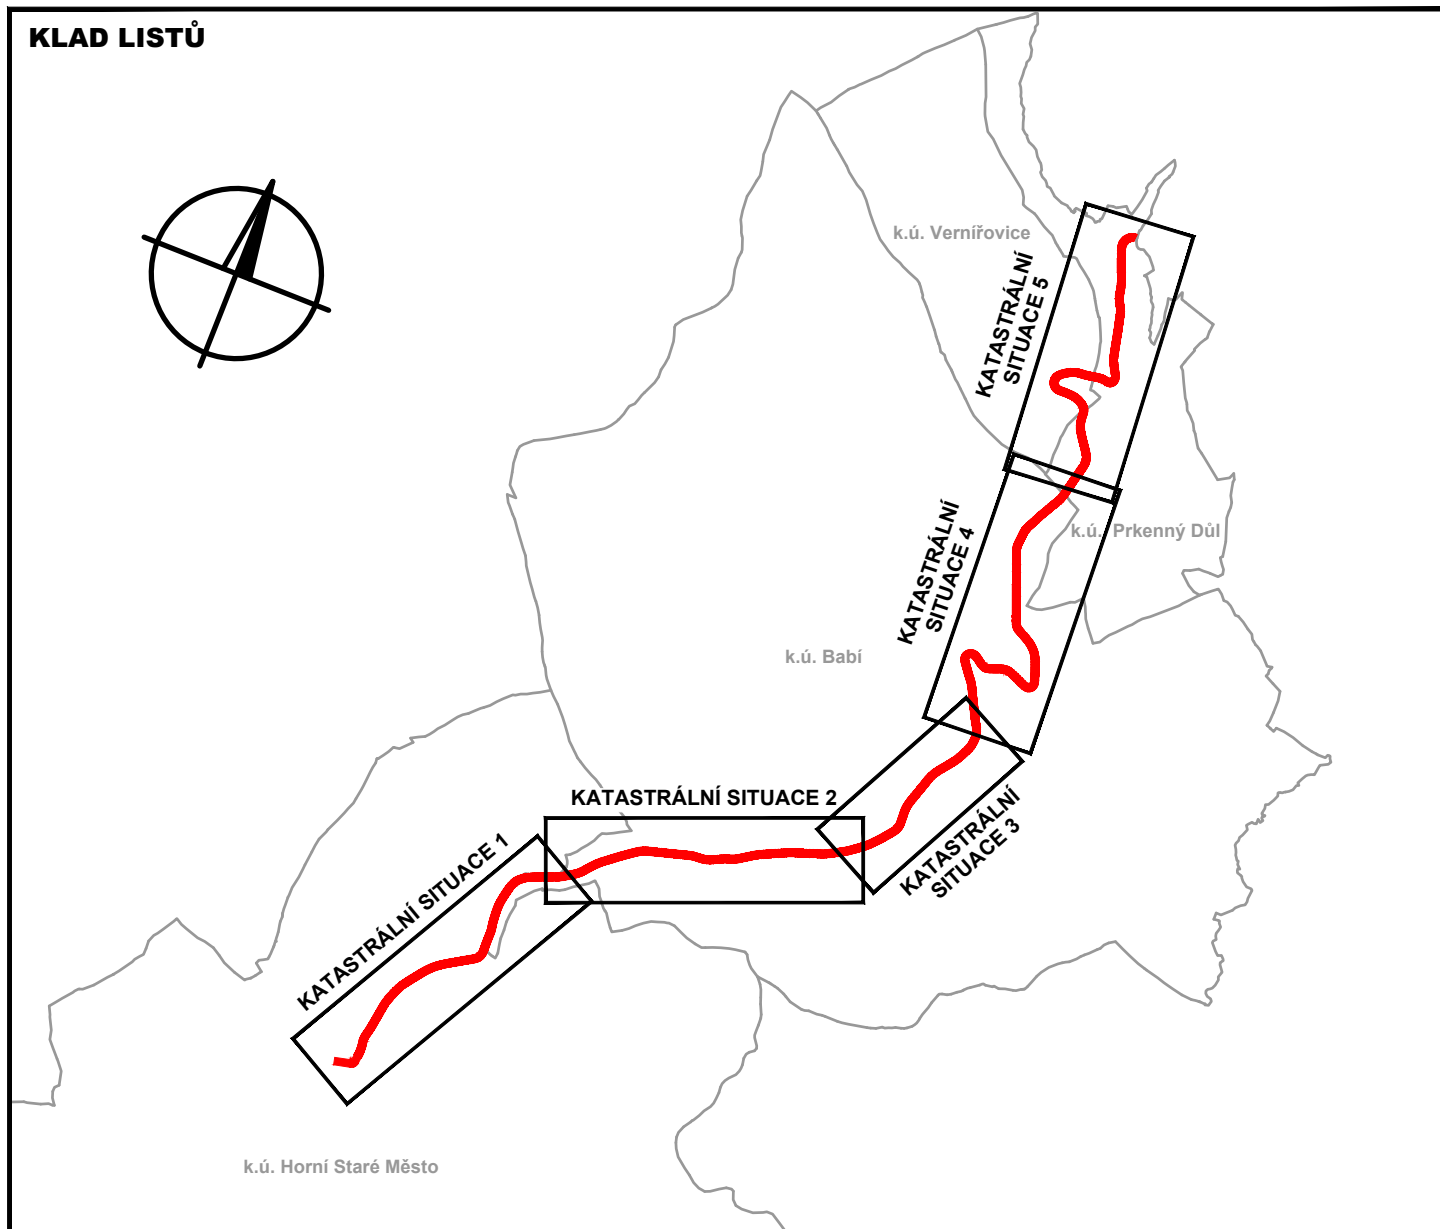 KLAD LISTŮ
k.ú. Vernířovice
KATASTRÁLNÍ
SITUACE 5
KATASTRÁLNÍ
SITUACE 4
k.ú. Prkenný Důl
k.ú. Babí
KATASTRÁLNÍ SITUACE 2
KATASTRÁLNÍ
SITUACE 3
KATASTRÁLNÍ SITUACE 1
k.ú. Horní Staré Město